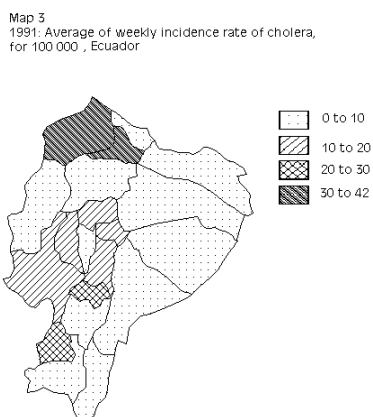 Map 3
1991: Average of weekly incidence rate of cholera,
for 100 000 , Ecuador
0 to 10
10 to 20
20 to 30
30 to 42